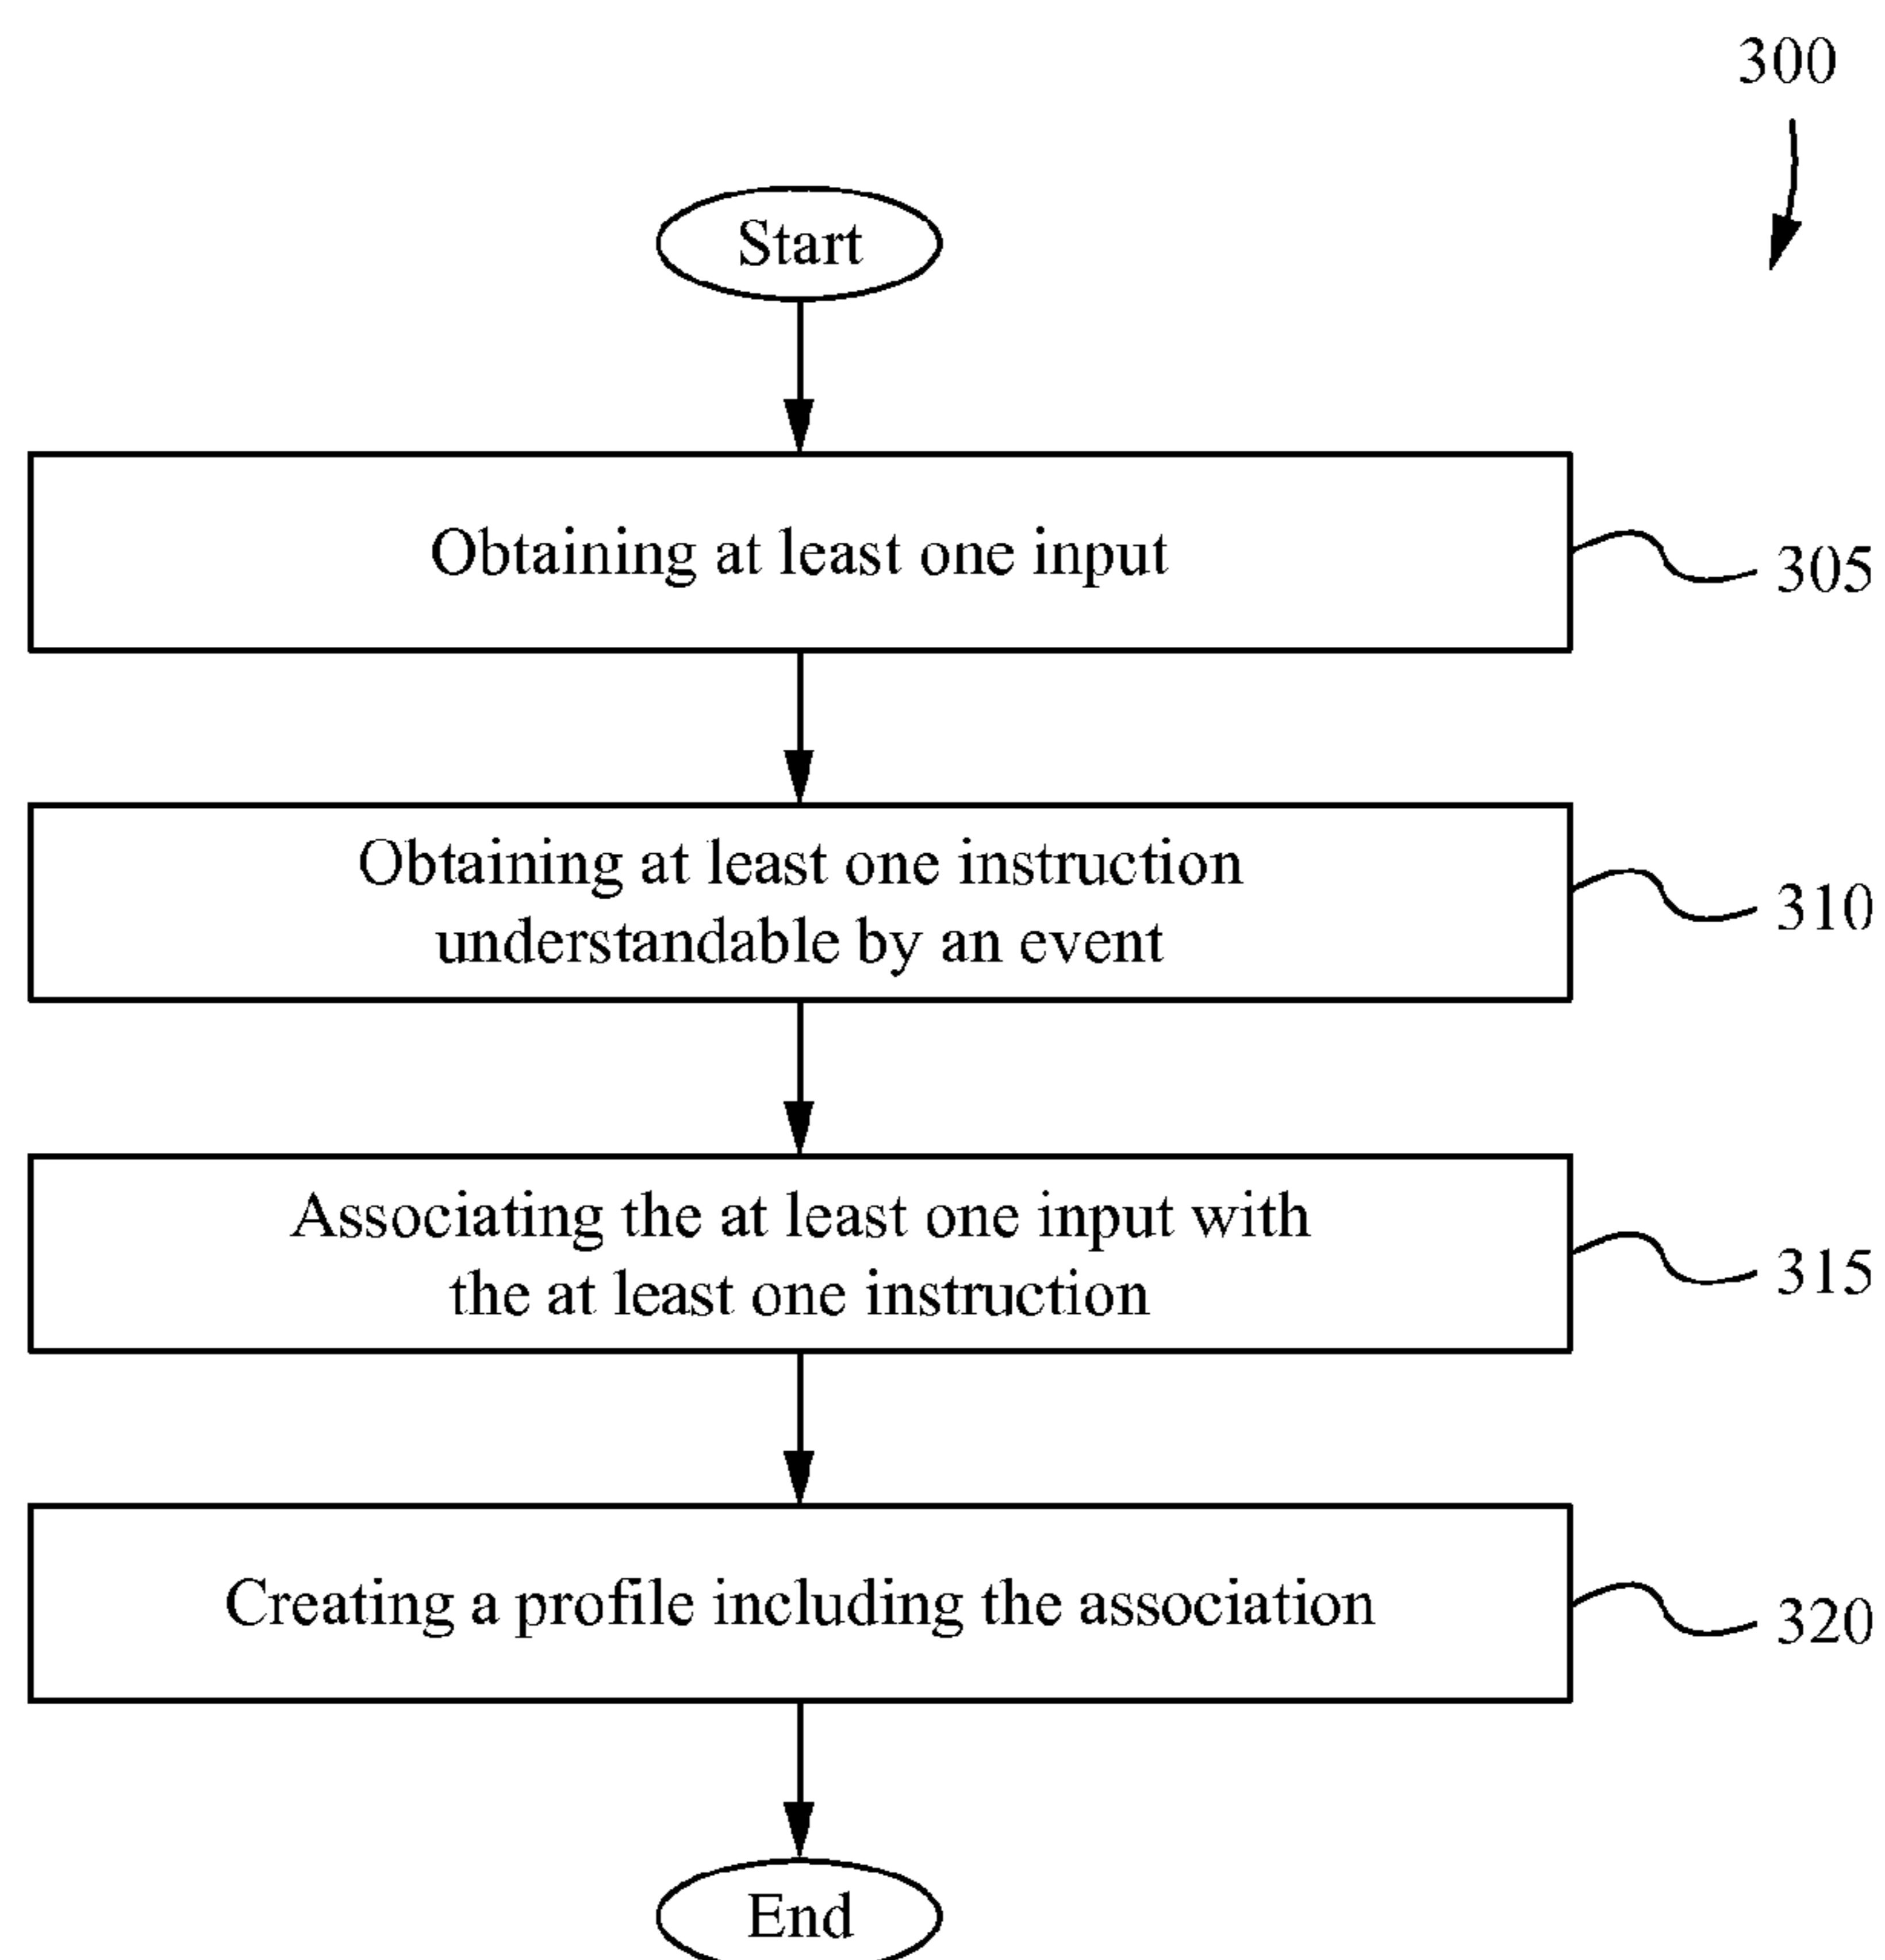 300
Start
Obtaining at least one input
305
Obtaining at least one instruction
understandable by an event
310
Associating the at least one input with
the at least one instruction
315
Creating a profile including the association
320
End